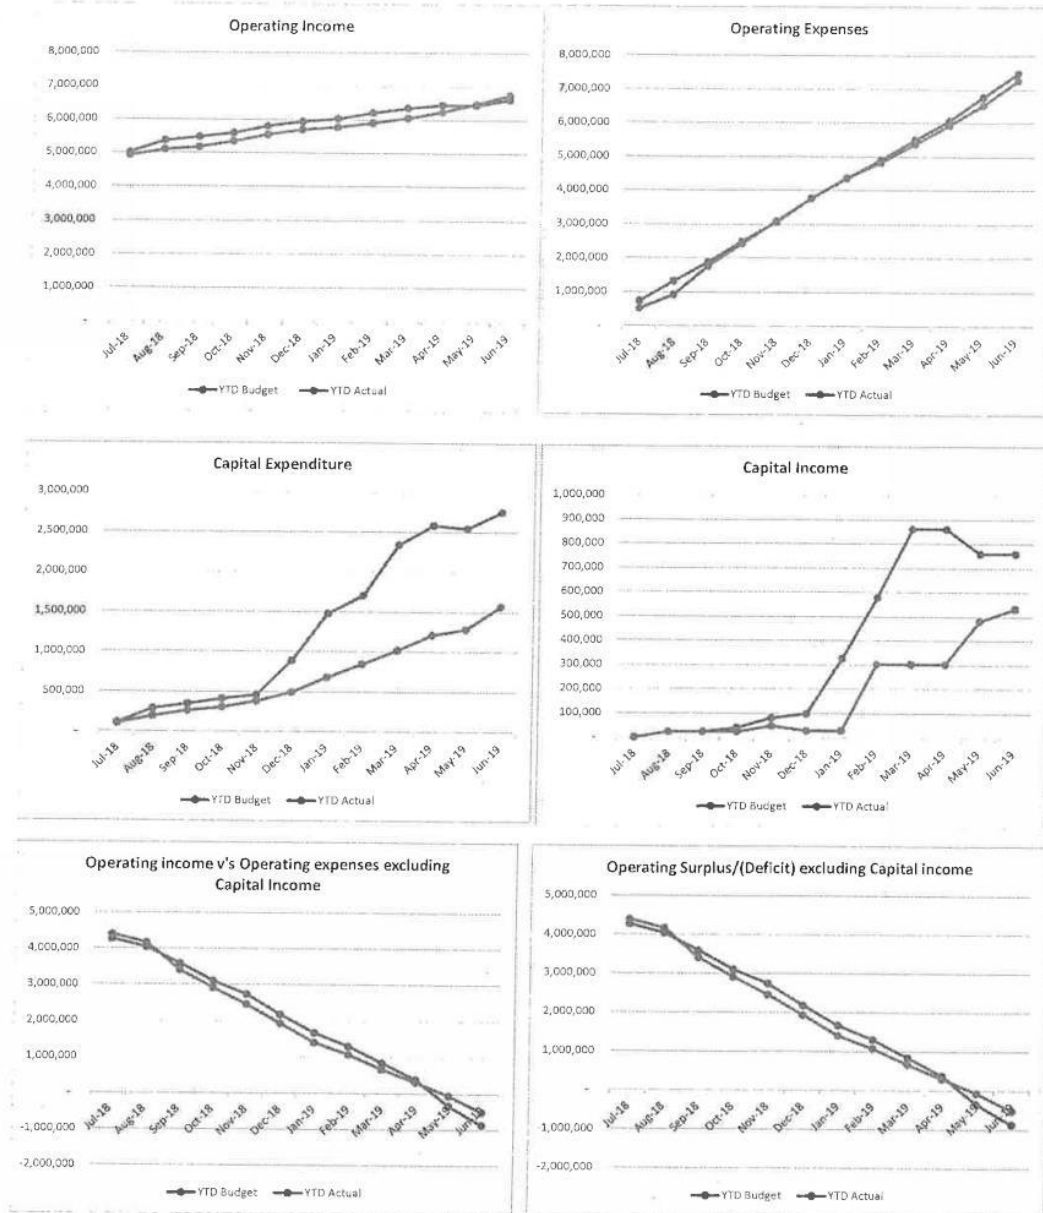 Operating Income
8,000,000
7,000,000
6,000,000
5,000,000
4,000,000
3,000,000
2,000,000
1,000,000
-
Jul-18 Aug-18 Sep-18 Oct-18 Nov-18 Dec-18 Jan-19 Feb-19 Mar-19 Apr-19 May-19 Jun-19
YTD Budget YTD Actual
Operating Expenses
8,000,000
7,000,000
6,000,000
5,000,000
4,000,000
3,000,000
2,000,000
1,000,000
-
Jul-18 Aug-18 Sep-18 Oct-18 Nov-18 Dec-18 Jan-19 Feb-19 Mar-19 Apr-19 May-19 Jun-19
YTD Budget YTD Actual
Capital Expenditure
3,000,000
2,500,000
2,000,000
1,500,000
1,000,000
500,000
-
Jul-18 Aug-18 Sep-18 Oct-18 Nov-18 Dec-18 Jan-19 Feb-19 Mar-19 Apr-19 May-19 Jun-19
YTD Budget YTD Actual
Capital Income
1,000,000
900,000
800,000
700,000
600,000
500,000
400,000
300,000
200,000
100,000
-
Jul-18 Aug-18 Sep-18 Oct-18 Nov-18 Dec-18 Jan-19 Feb-19 Mar-19 Apr-19 May-19 Jun-19
YTD Budget YTD Actual
Operating income v's Operating expenses excluding
Capital Income
5,000,000
4,000,000
3,000,000
2,000,000
1,000,000
-
-1,000,000
-2,000,000
Jul-18 Aug-18 Sep-18 Oct-18 Nov-18 Dec-18 Jan-19 Feb-19 Mar-19 Apr-19 May-19
YTD Budget YTD Actual
Operating Surplus/(Deficit) excluding Capital income
5,000,000
4,000,000
3,000,000
2,000,000
1,000,000
-
-1,000,000
-2,000,000
Jul-18 Aug-18 Sep-18 Oct-18 Nov-18 Dec-18 Jan-19 Feb-19 Mar-19 Apr-19 May-19
YTD Budget YTD Actual